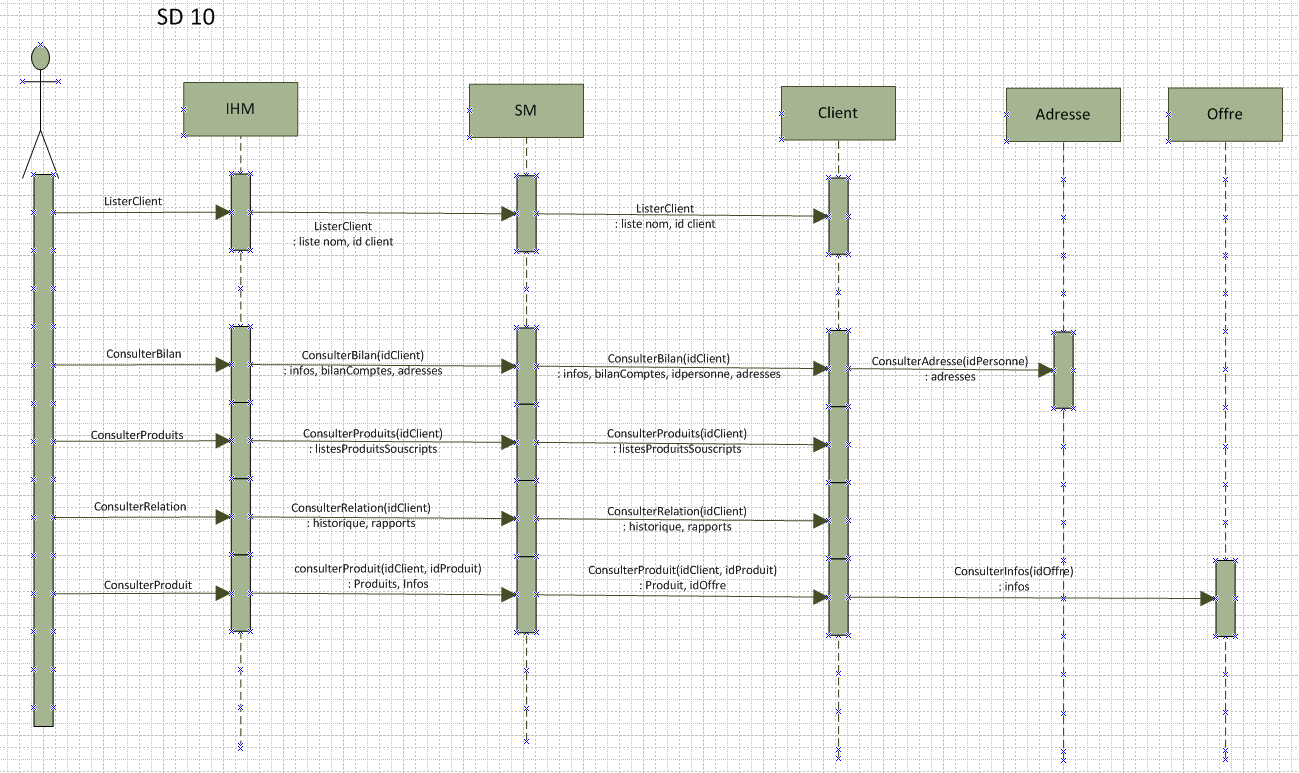 SD 10
IHM
SM
Client
Adresse
Offre
ListerClient
ListerClient
: liste nom, id client
ListerClient
: liste nom, id client
ConsulterBilan
ConsulterBilan(idClient)
: infos, bilanComptes, adresses
ConsulterBilan(idClient)
: infos, bilanComptes, idpersonne, adresses
ConsulterAdresse(idPersonne)
: adresses
ConsulterProduits
ConsulterProduits(idClient)
: listesProduitsSouscripts
ConsulterProduits(idClient)
: listesProduitsSouscripts
ConsulterRelation
ConsulterRelation(idClient)
: historique, rapports
ConsulterRelation(idClient)
: historique, rapports
ConsulterProduit
consulterProduit(idClient, idProduit)
: Produits, Infos
ConsulterProduit(idClient, idProduit)
: Produit, idOffre
ConsulterInfos(idOffre)
: infos